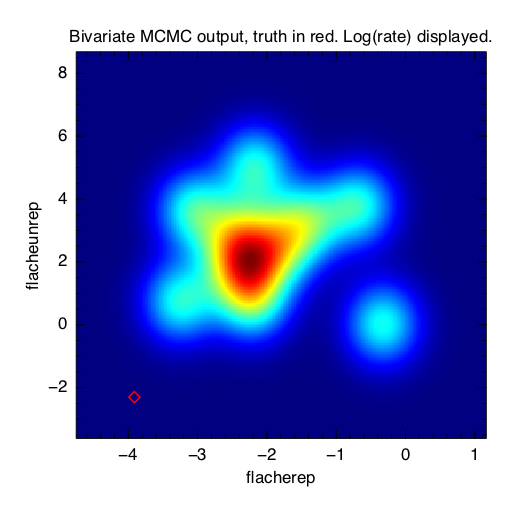 Bivariate MCMC output, truth in red. Log(rate) displayed.
8
6
4
2
0
−2
flacheunrep
−4 −3 −2 −1 0 1
flacherep